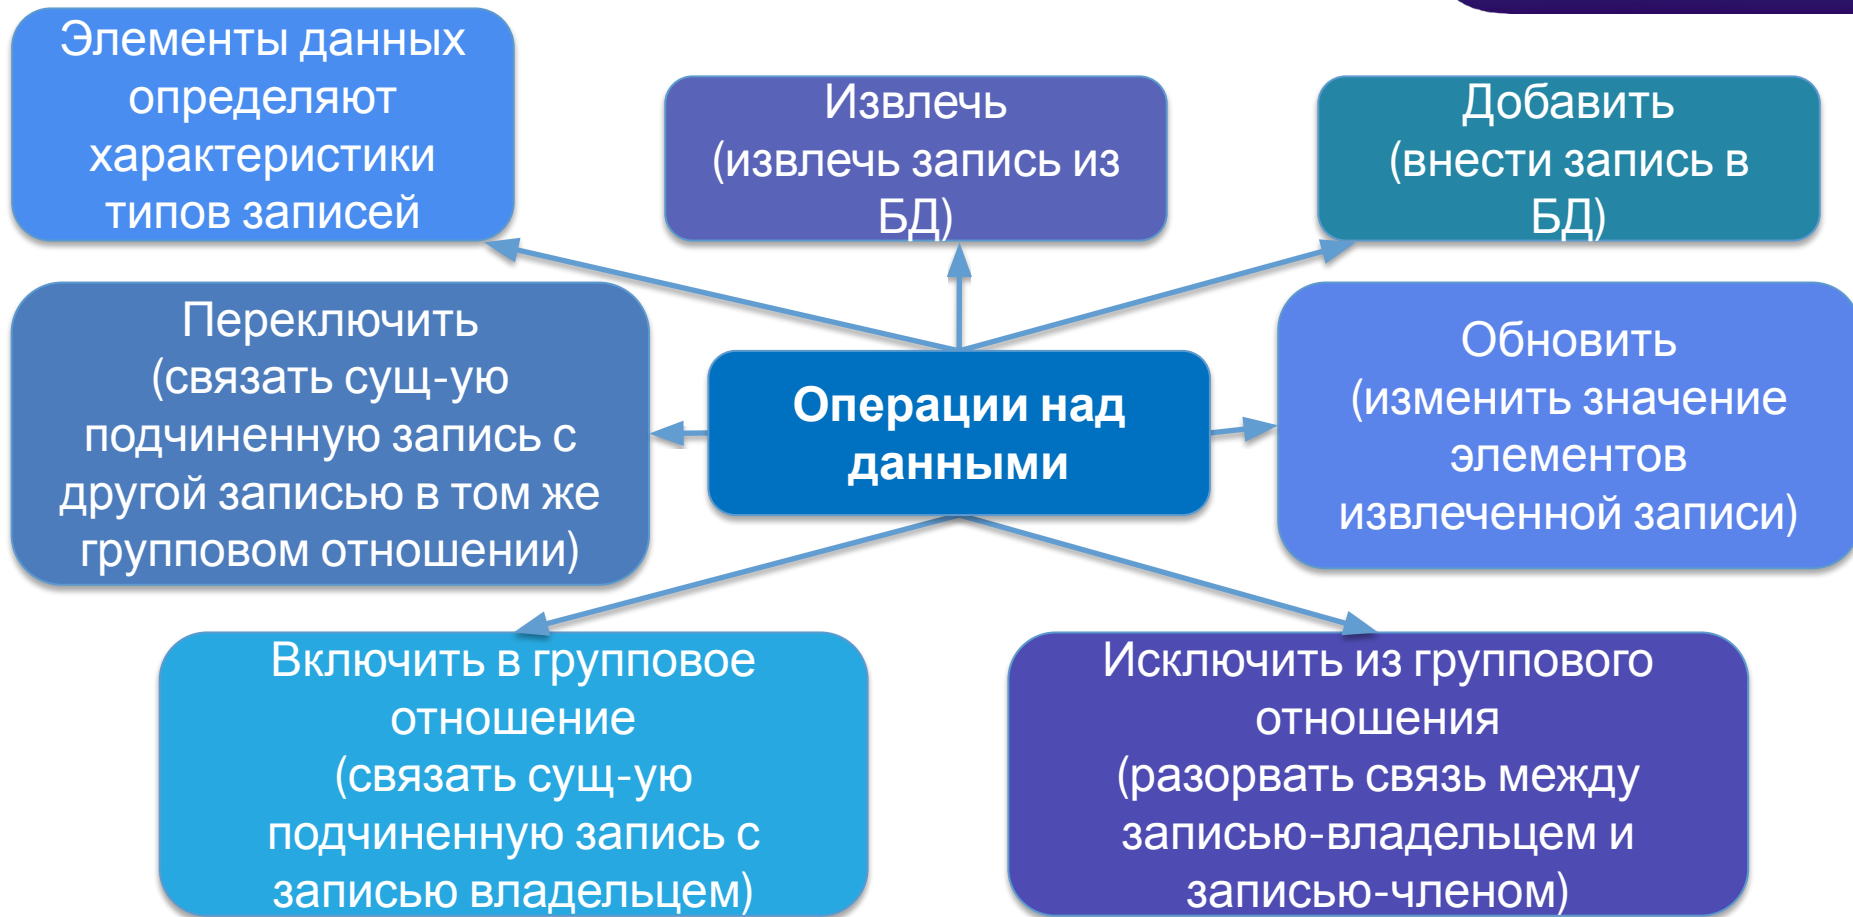 Элементы данных
определяют
характеристики
типов записей
Извлечь
(извлечь запись из
БД)
Добавить
(внести запись в
БД)
Переключить
(связать сущ-ую
подчиненную запись с
другой записью в том же
групповом отношении)
Операции над
данными
Обновить
(изменить значение
элементов
извлеченной записи)
Включить в групповое
отношение
(связать сущ-ую
подчиненную запись с
записью владельцем)
Исключить из группового
отношения
(разорвать связь между
записью-владельцем и
записью-членом)